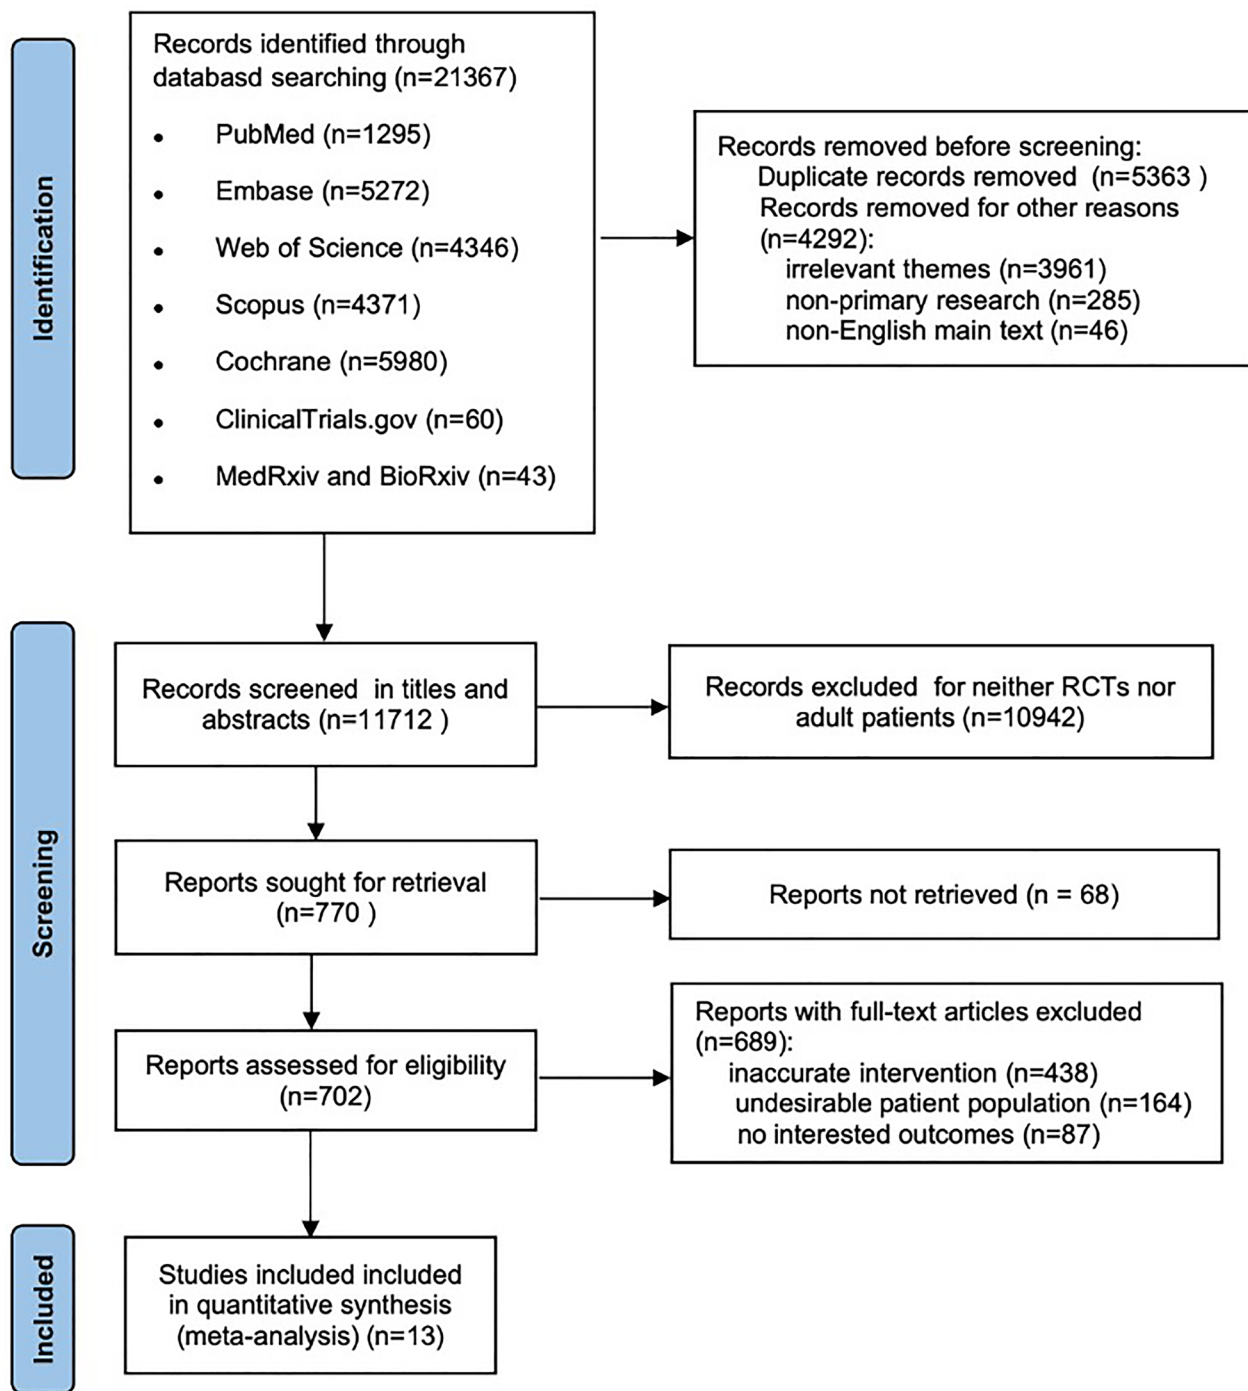 Identification
Records identified through
databasd searching (n=21367)
• PubMed (n=1295)
• Embase (n=5272)
• Web of Science (n=4346)
• Scopus (n=4371)
• Cochrane (n=5980)
• ClinicalTrials.gov (n=60)
• MedRxiv and BioRxiv (n=43)
Records removed before screening:
Duplicate records removed (n=5363 )
Records removed for other reasons
(n=4292):
irrelevant themes (n=3961)
non-primary research (n=285)
non-English main text (n=46)
Screening
Records screened in titles and
abstracts (n=11712 )
Records excluded for neither RCTs nor
adult patients (n=10942)
Reports sought for retrieval
(n=770 )
Reports not retrieved (n = 68)
Reports assessed for eligibility
(n=702)
Reports with full-text articles excluded
(n=689):
inaccurate intervention (n=438)
undesirable patient population (n=164)
no interested outcomes (n=87)
Included
Studies included included
in quantitative synthesis
(meta-analysis) (n=13)